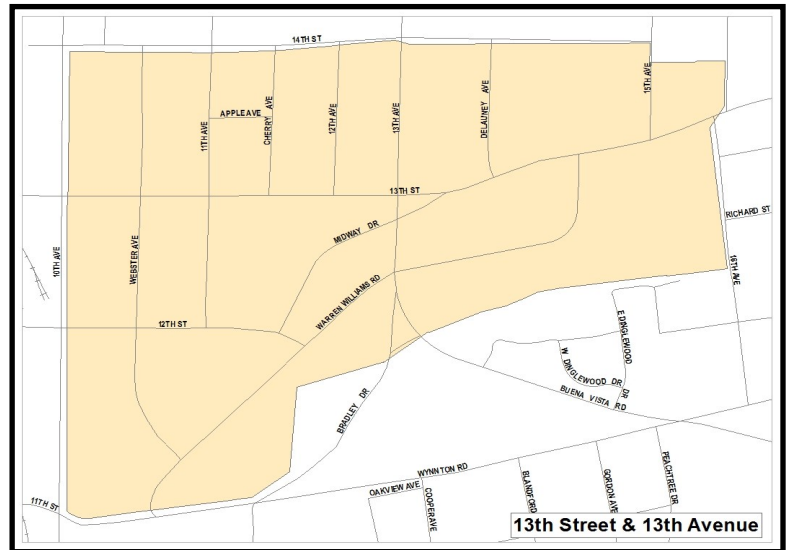 14TH ST
15TH AVE
DELAUNEY AVE
APPLE AVE
CHERRY AVE
12TH AVE
13TH AVE
11TH AVE
13TH ST
RICHARD ST
MIDWAY DR
10TH AVE
WEBSTER AVE
16TH AVE
WARREN WILLIAMS RD
12TH ST
E DINGLEWOOD DR
W DINGLEWOOD DR
BUENA VISTA RD
BRADLEY DR
WYNNTON RD
PEACHTREE DR
GORDON AVE
BLANDFORD
OAKVIEW AVE
COOPER AVE
11TH ST
13th Street & 13th Avenue